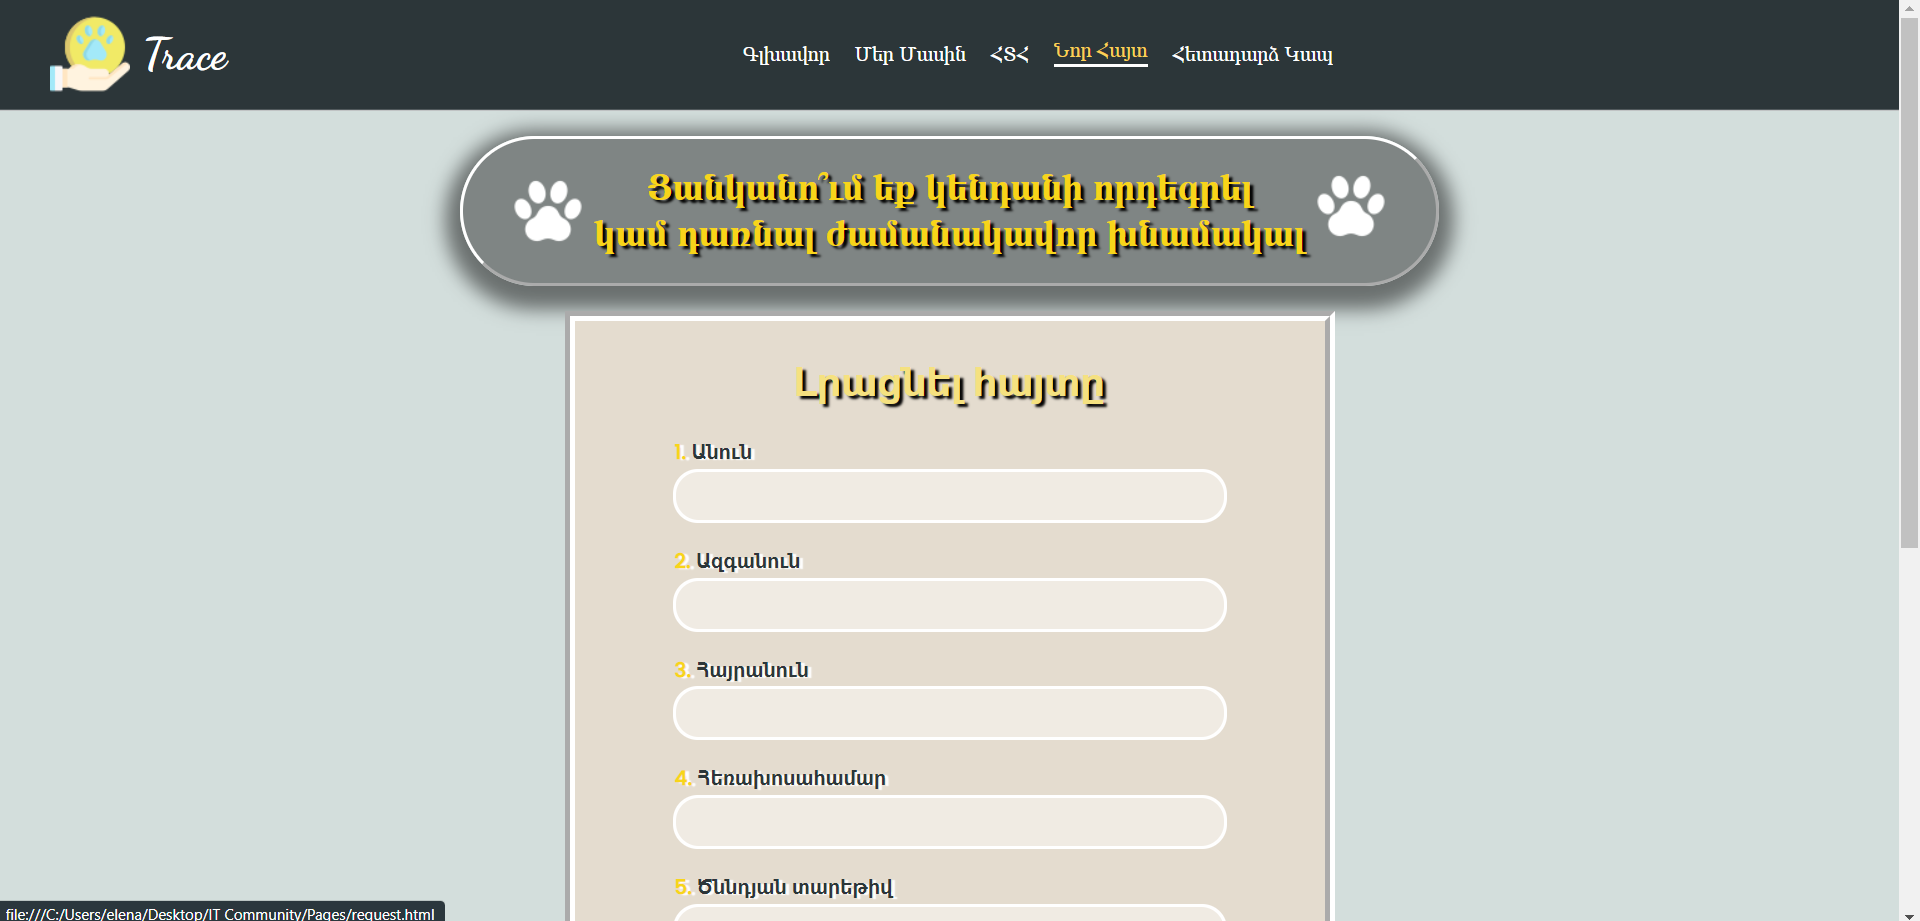 Trace
Գլխավոր Մեր Մասին ՀՏՀ Նոր Հայտ Հետադարձ Կապ
Ցանկանո՞ւմ եք կենդանի որդեգրել
կամ դառնալ ժամանակավոր խնամակալ
Լրացնել հայտը
1. Անուն
2. Ազգանուն
3. Հայրանուն
4. Հեռախոսահամար
5. Ծննդյան տարեթիվ
file:///C:/Users/elena/Desktop/IT Community/Pages/request.html